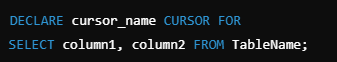 DECLARE cursor_name CURSOR FOR
SELECT column1, column2 FROM TableName;